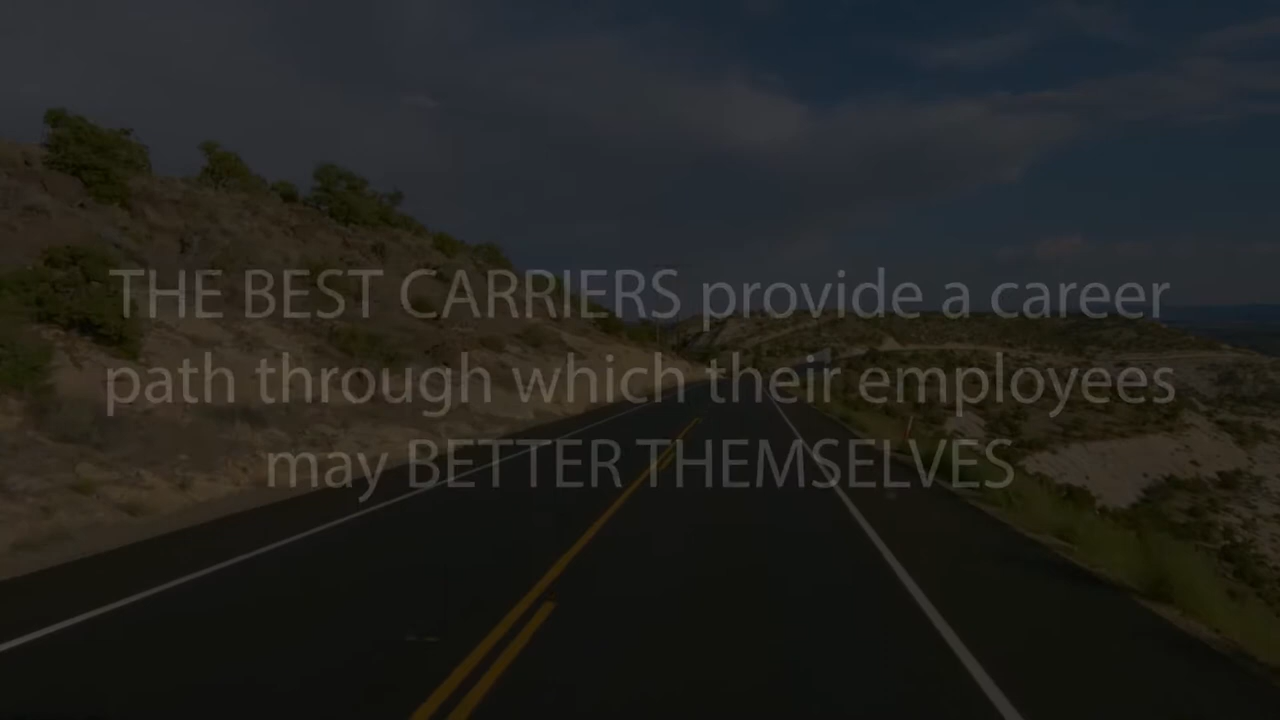 THE BEST CARRIERS provide a career
path through which their employees
may BETTER THEMSELVES